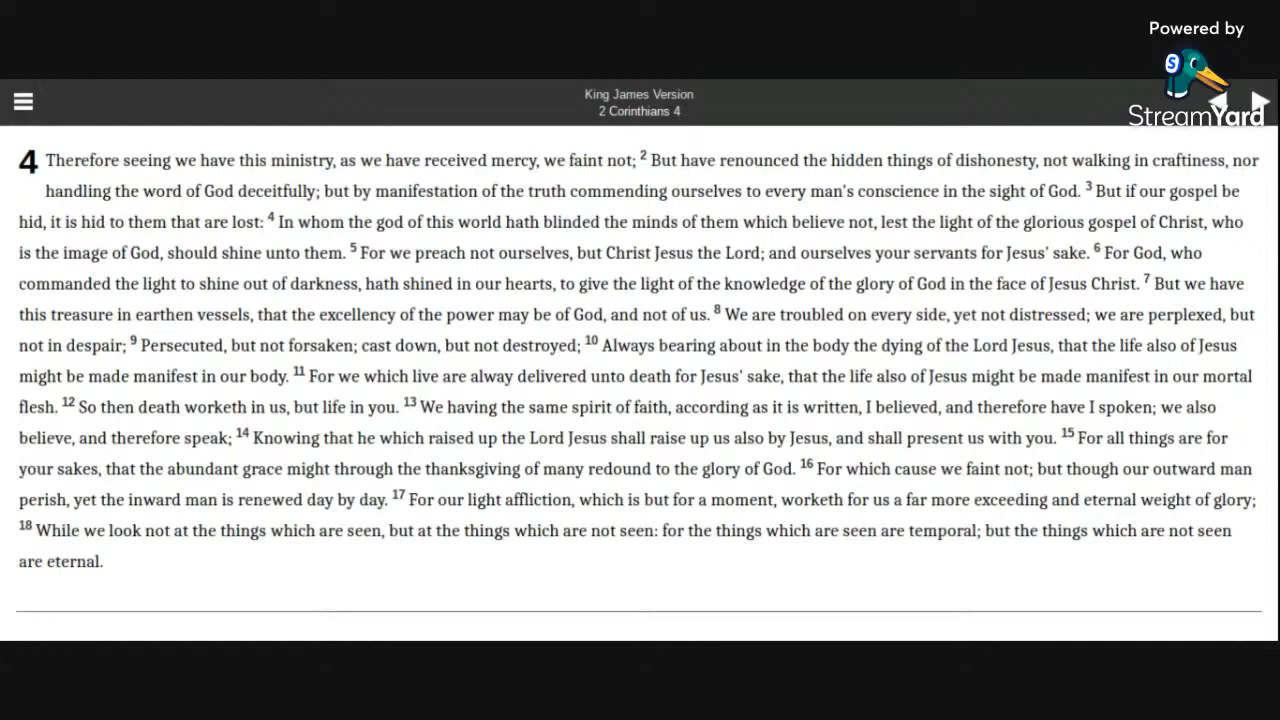 Powered by
StreamYard
King James Version
2 Corinthians 4
4 Therefore seeing we have this ministry, as we have received mercy, we faint not; 2 But have renounced the hidden things of dishonesty, not walking in craftiness, nor
handling the word of God deceitfully; but by manifestation of the truth commending ourselves to every man's conscience in the sight of God. 3 But if our gospel be
hid, it is hid to them that are lost: 4 In whom the god of this world hath blinded the minds of them which believe not, lest the light of the glorious gospel of Christ, who
is the image of God, should shine unto them. 5 For we preach not ourselves, but Christ Jesus the Lord; and ourselves your servants for Jesus' sake. 6 For God, who
commanded the light to shine out of darkness, hath shined in our hearts, to give the light of the knowledge of the glory of God in the face of Jesus Christ. 7 But we have
this treasure in earthen vessels, that the excellency of the power may be of God, and not of us. 8 We are troubled on every side, yet not distressed; we are perplexed, but
not in despair; 9 Persecuted, but not forsaken; cast down, but not destroyed; 10 Always bearing about in the body the dying of the Lord Jesus, that the life also of Jesus
might be made manifest in our body. 11 For we which live are alway delivered unto death for Jesus' sake, that the life also of Jesus might be made manifest in our mortal
flesh. 12 So then death worketh in us, but life in you. 13 We having the same spirit of faith, according as it is written, I believed, and therefore have I spoken; we also
believe, and therefore speak; 14 Knowing that he which raised up the Lord Jesus shall raise up us also by Jesus, and shall present us with you. 15 For all things are for
your sakes, that the abundant grace might through the thanksgiving of many redound to the glory of God. 16 For which cause we faint not; but though our outward man
perish, yet the inward man is renewed day by day. 17 For our light affliction, which is but for a moment, worketh for us a far more exceeding and eternal weight of glory;
18 While we look not at the things which are seen, but at the things which are not seen: for the things which are seen are temporal; but the things which are not seen
are eternal.